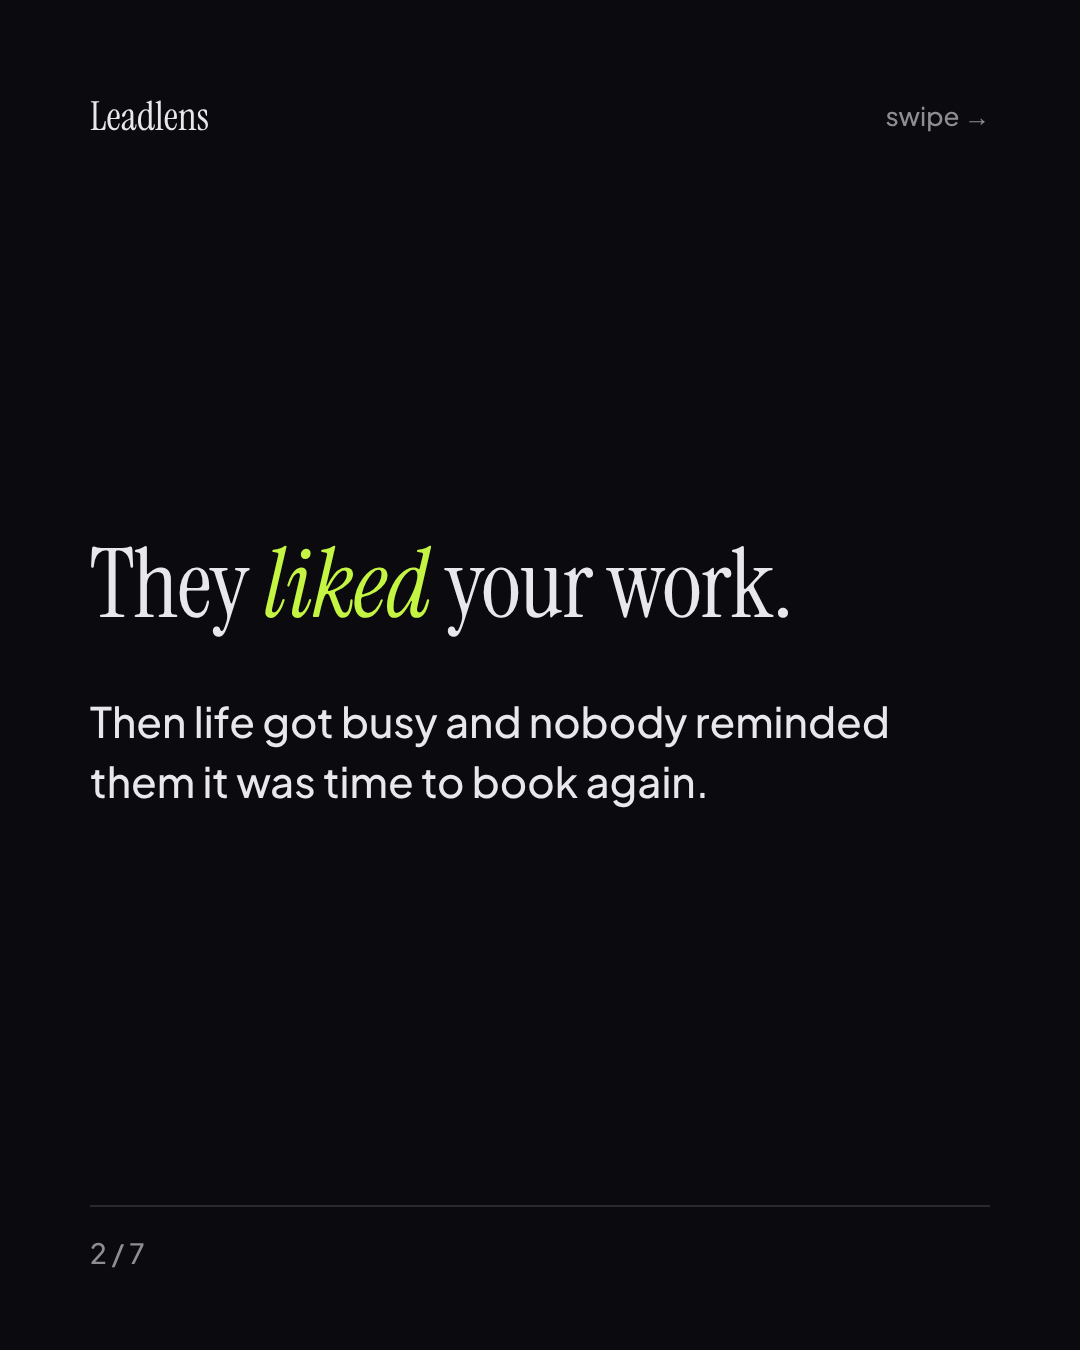 Leadlens
swipe →
They liked your work.
Then life got busy and nobody reminded
them it was time to book again.
2 / 7